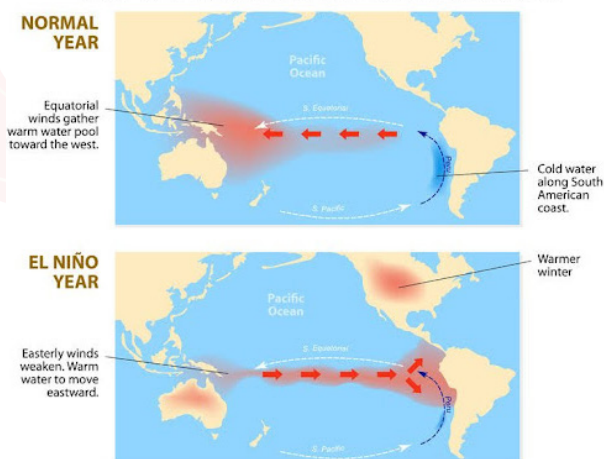 NORMAL
YEAR
Pacific
Ocean
Equatorial
winds gather
warm water pool
toward the west.
S. Equatorial
Peru
S. Pacific
Cold water
along South
American
coast.
EL NIÑO
YEAR
Warmer
winter
Pacific
Ocean
Easterly winds
weaken. Warm
water to move
eastward.
S. Equatorial
Peru
S. Pacific